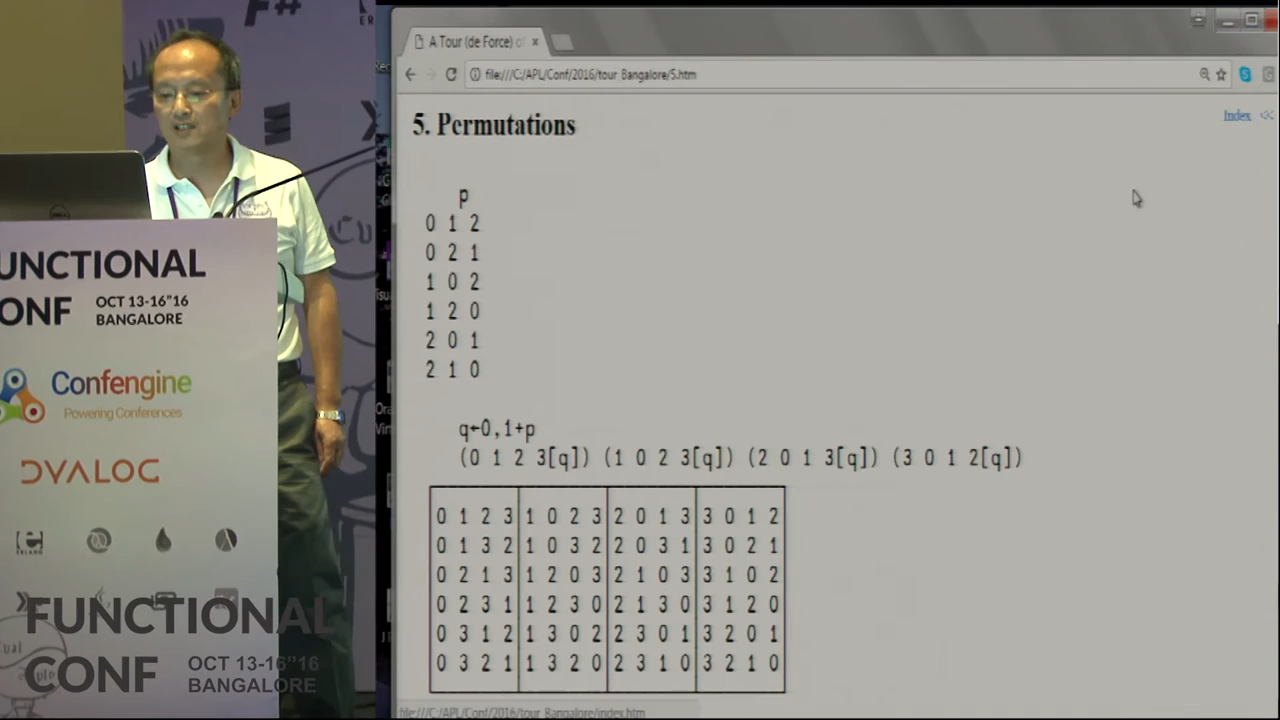 F#
A Tour (de Force) of
file:///C:/APL/Conf/2016/tour Bangalore/5.htm
5. Permutations
Index <<
p
0 1 2
0 2 1
1 0 2
1 2 0
2 0 1
2 1 0
q←0,1+p
(0 1 2 3[q]) (1 0 2 3[q]) (2 0 1 3[q]) (3 0 1 2[q])
0 1 2 3 1 0 2 3 2 0 1 3 3 0 1 2
0 1 3 2 1 0 3 2 2 0 3 1 3 0 2 1
0 2 1 3 1 2 0 3 2 1 0 3 3 1 0 2
0 2 3 1 1 2 3 0 2 1 3 0 3 1 2 0
0 3 1 2 1 3 0 2 2 3 0 1 3 2 0 1
0 3 2 1 1 3 2 0 2 3 1 0 3 2 1 0
file:///C:/APL/Conf/2016/tour Bangalore/index.htm
UNCTIONAL
ONF
OCT 13-16"16
BANGALORE
Confengine
Powering Conferences
DYALOC
ERLANG
FUNCTIONAL
CONF
OCT 13-16"16
BANGALORE